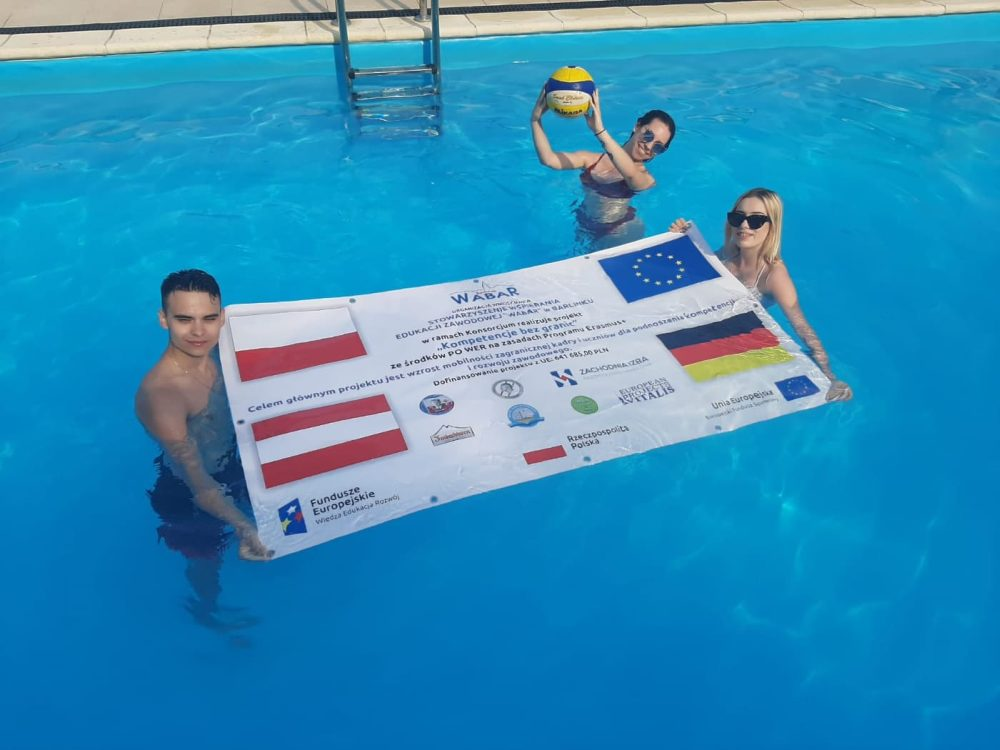 MIKASA
WABAR
ORGANIZACJA WNIOSKUJĄCA
STOWARZYSZENIE WSPIERANIA
EDUKACJI ZAWODOWEJ "WABAR" w BARLINKU
w ramach Konsorcjum realizuje projekt
„Kompetencje bez granic”
ze środków PO WER na zasadach Programu Erasmus+
Celem głównym projektu jest wzrost mobilności zagranicznej kadry i uczniów dla podnoszenia kompetencji
i rozwoju zawodowego.
Dofinansowanie projektu z UE: 641 685,00 PLN
ZACHODNIA IZBA
EUROPEAN
PROJECTS
VITALIS
Rzeczpospolita
Polska
Unia Europejska
Europejski Fundusz Społeczny
Fundusze
Europejskie
Wiedza Edukacja Rozwój